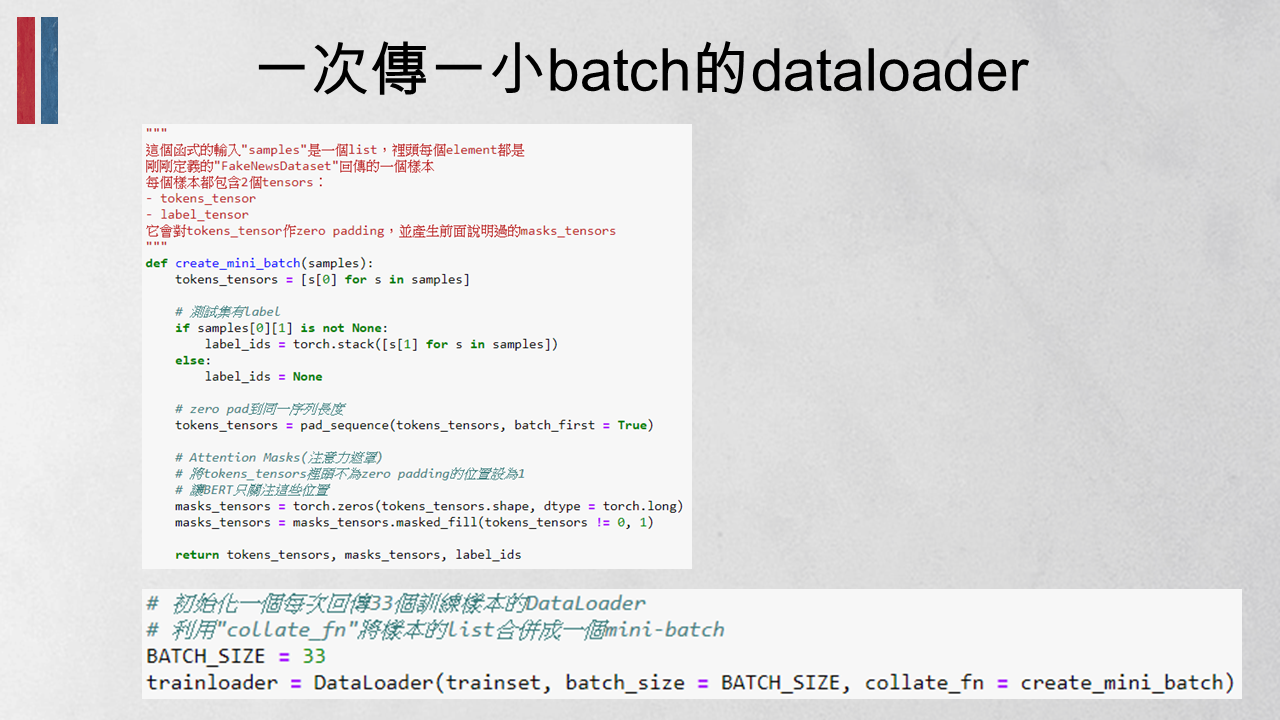 一次傳一小batch的dataloader
"""
這個函式的輸入"samples"是一個list，裡頭每個element都是
剛剛定義的"FakeNewsDataset"回傳的一個樣本
每個樣本都包含2個tensors：
- tokens_tensor
- label_tensor
它會對tokens_tensor作zero padding，並產生前面說明過的masks_tensors
"""
def create_mini_batch(samples):
    tokens_tensors = [s[0] for s in samples]
    # 測試集有label
    if samples[0][1] is not None:
        label_ids = torch.stack([s[1] for s in samples])
    else:
        label_ids = None
    # zero pad到同一序列長度
    tokens_tensors = pad_sequence(tokens_tensors, batch_first = True)
    # Attention Masks(注意力遮罩)
    # 將tokens_tensors裡頭不為zero padding的位置設為1
    # 讓BERT只關注這些位置
    masks_tensors = torch.zeros(tokens_tensors.shape, dtype = torch.long)
    masks_tensors = masks_tensors.masked_fill(tokens_tensors != 0, 1)
    return tokens_tensors, masks_tensors, label_ids
# 初始化一個每次回傳33個訓練樣本的DataLoader
# 利用"collate_fn"將樣本的list合併成一個mini-batch
BATCH_SIZE = 33
trainloader = DataLoader(trainset, batch_size = BATCH_SIZE, collate_fn = create_mini_batch)